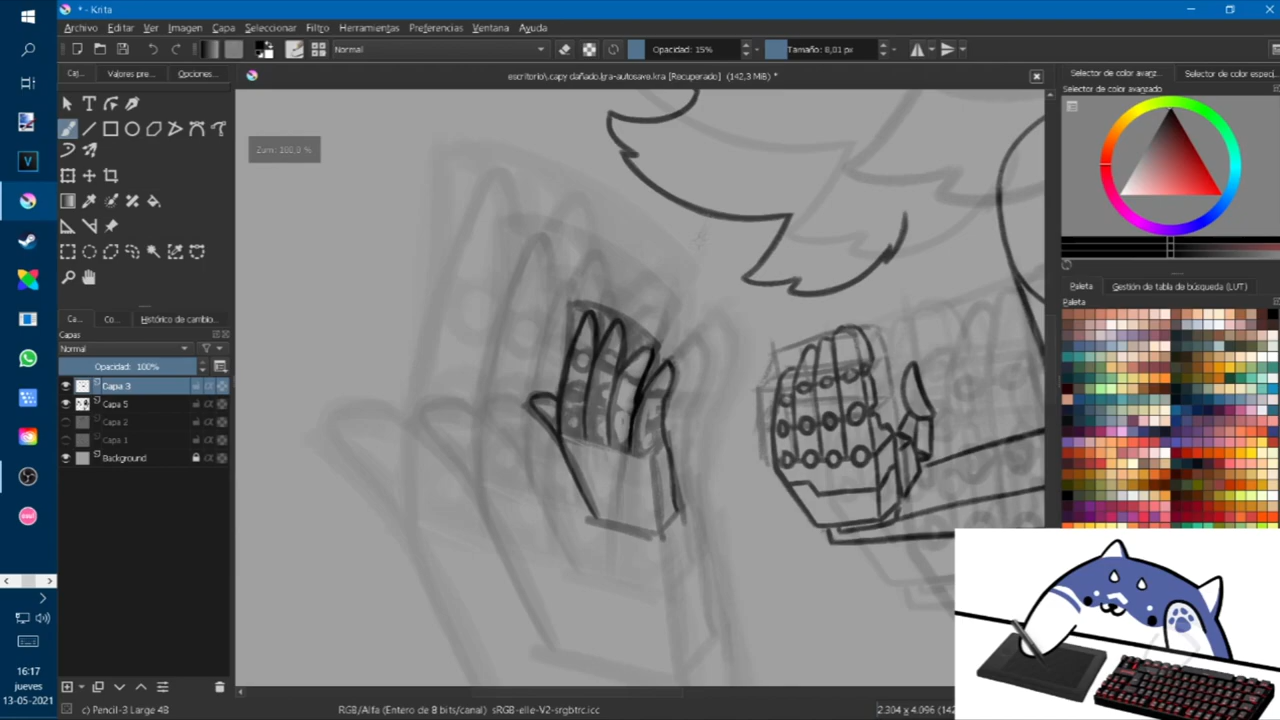 * - Krita
Archivo Editar Ver Imagen Capa Seleccionar Filtro Herramientas Preferencias Ventana Ayuda
Normal Opacidad: 15% Tamaño: 8,01 px
Caj... Valores pre... Opciones...
escritorio\.capy dañado.kra-autosave.kra [Recuperado] (142,3 MiB) *
Selector de color avanz... Selector de color especí...
Selector de color avanzado
Zum: 100,0 %
Paleta Gestión de tabla de búsqueda (LUT)
Paleta
Ca... Co... Histórico de cambio...
Capas
Normal
Opacidad: 100%
Capa 3
Capa 5
Capa 2
Capa 1
Background
16:17
jueves
13-05-2021
c) Pencil-3 Large 4B RGB/Alfa (Entero de 8 bits/canal) sRGB-elle-V2-srgbtrc.icc 2.304 x 4.096 (142